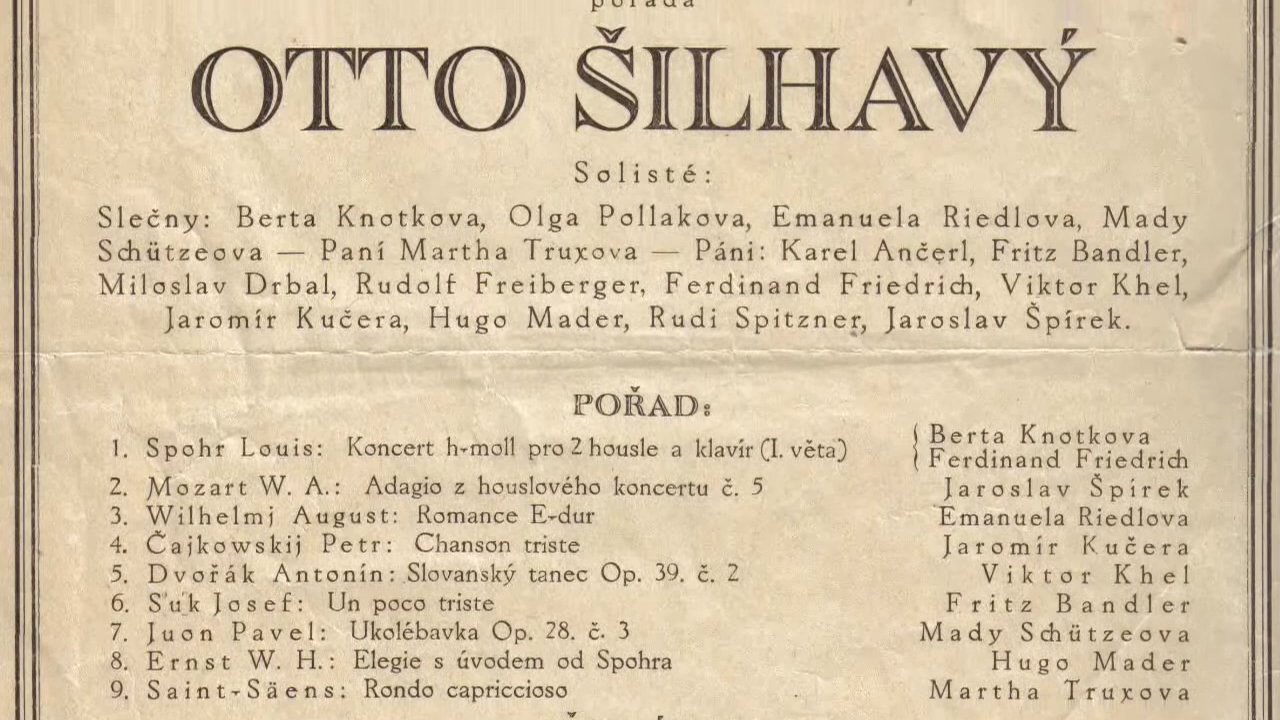 pořádá
OTTO ŠILHAVÝ
Solisté:
Slečny: Berta Knotkova, Olga Pollakova, Emanuela Riedlova, Mady
Schützeova — Paní Martha Truxova — Páni: Karel Ančerl, Fritz Bandler,
Miloslav Drbal, Rudolf Freiberger, Ferdinand Friedrich, Viktor Khel,
Jaromír Kučera, Hugo Mader, Rudi Spitzner, Jaroslav Špírek.
POŘAD:
1. Spohr Louis: Koncert h-moll pro 2 housle a klavír (I. věta) Berta Knotkova
Ferdinand Friedrich
2. Mozart W. A.: Adagio z houslového koncertu č. 5 Jaroslav Špírek
3. Wilhelmj August: Romance E-dur Emanuela Riedlova
4. Čajkowskij Petr: Chanson triste Jaromír Kučera
5. Dvořák Antonín: Slovanský tanec Op. 39. č. 2 Viktor Khel
6. Suk Josef: Un poco triste Fritz Bandler
7. Juon Pavel: Ukolébavka Op. 28. č. 3 Mady Schützeova
8. Ernst W. H.: Elegie s úvodem od Spohra Hugo Mader
9. Saint-Säens: Rondo capriccioso Martha Truxova